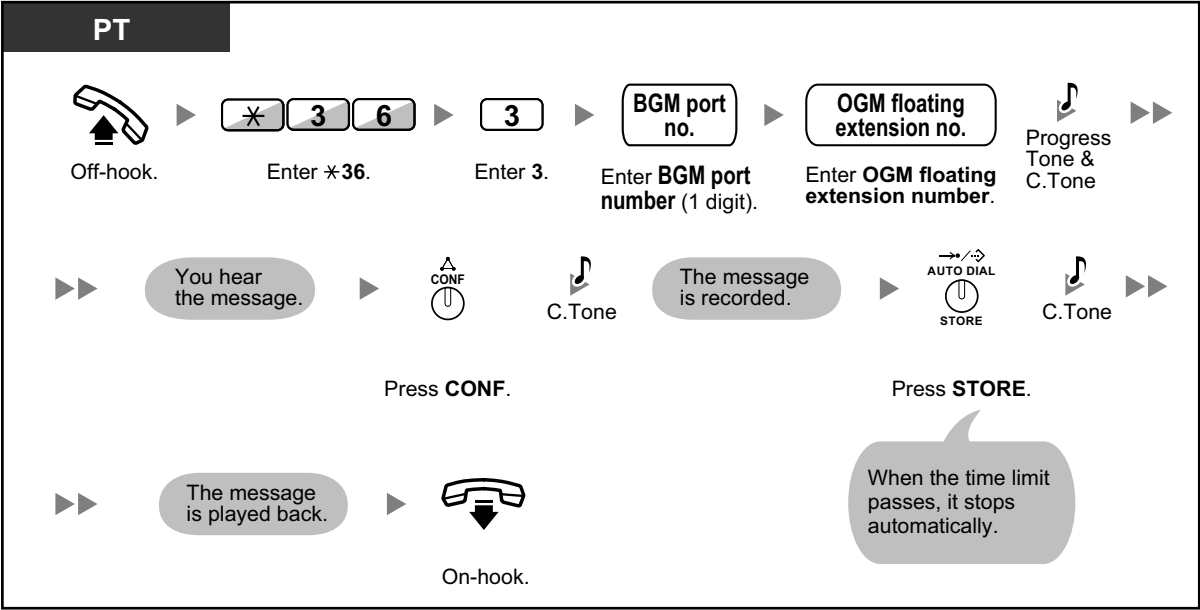 PT
✳ 3 6
3
BGM port
no.
OGM floating
extension no.
Off-hook.
Enter ✳36.
Enter 3.
Enter BGM port
number (1 digit).
Enter OGM floating
extension number.
Progress
Tone &
C.Tone
You hear
the message.
CONF
C.Tone
The message
is recorded.
AUTO DIAL
STORE
C.Tone
Press CONF.
Press STORE.
The message
is played back.
When the time limit
passes, it stops
automatically.
On-hook.